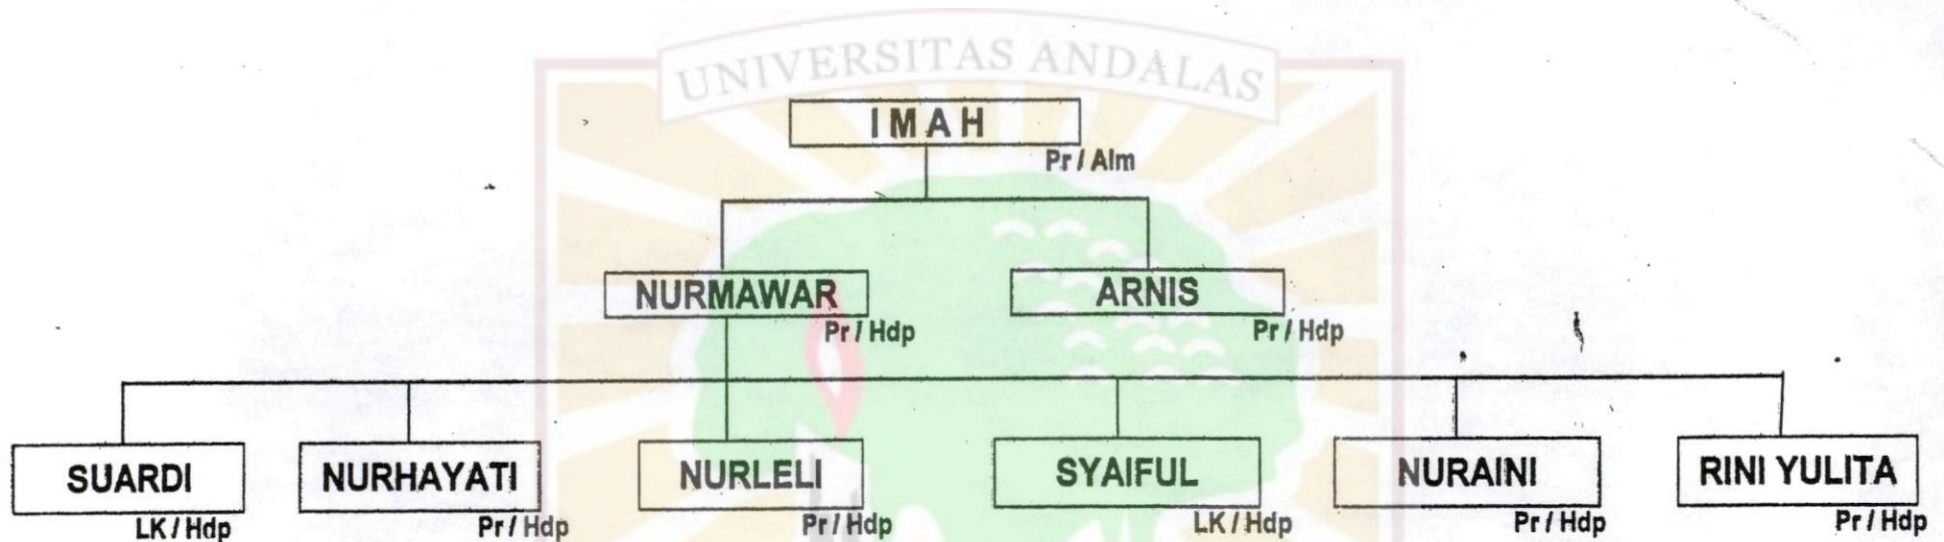 UNIVERSITAS ANDALAS
I M A H
Pr / Alm
NURMAWAR
Pr / Hdp
ARNIS
Pr / Hdp
SUARDI
LK / Hdp
NURHAYATI
Pr / Hdp
NURLELI
Pr / Hdp
SYAIFUL
LK / Hdp
NURAINI
Pr / Hdp
RINI YULITA
Pr / Hdp